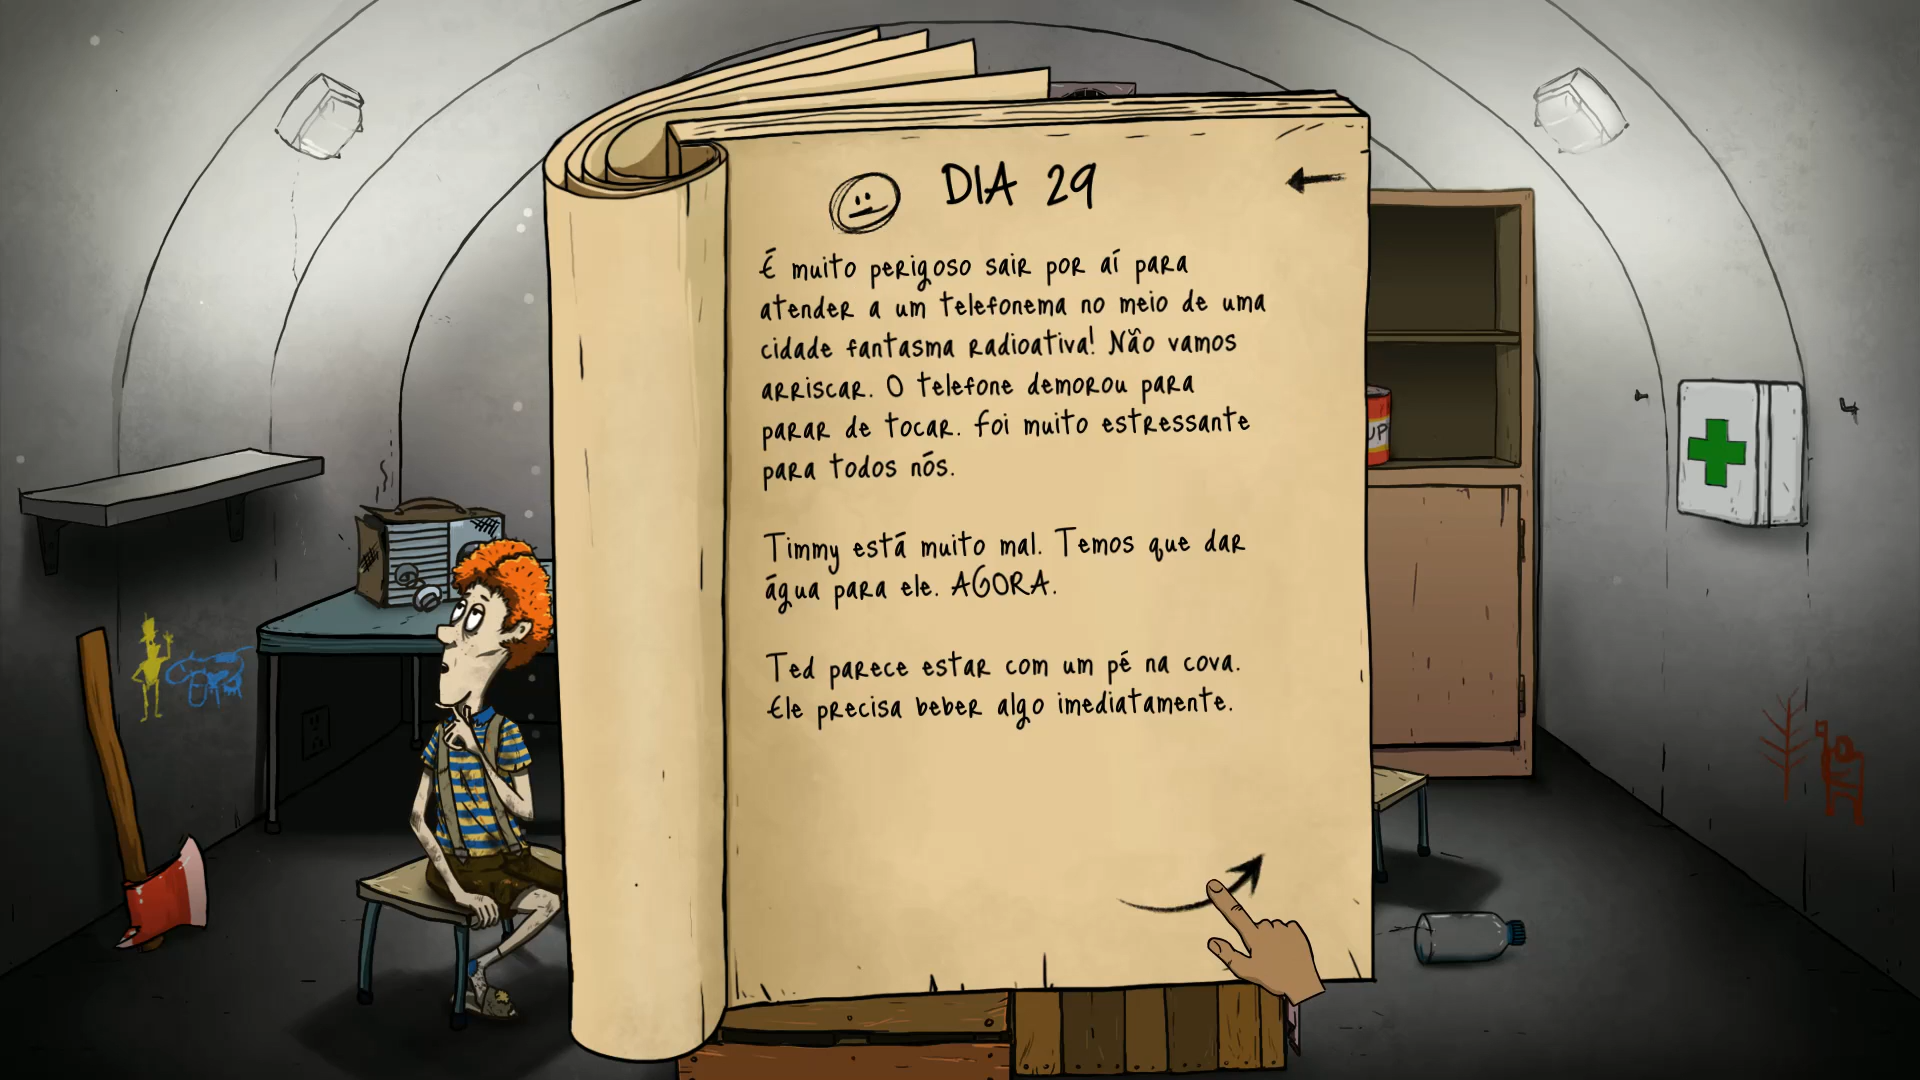 DIA 29
É muito perigoso sair por aí para
atender a um telefonema no meio de uma
cidade fantasma radioativa! Não vamos
arriscar. O telefone demorou para
parar de tocar. Foi muito estressante
para todos nós.
Timmy está muito mal. Temos que dar
água para ele. AGORA.
Ted parece estar com um pé na cova.
Ele precisa beber algo imediatamente.
UP